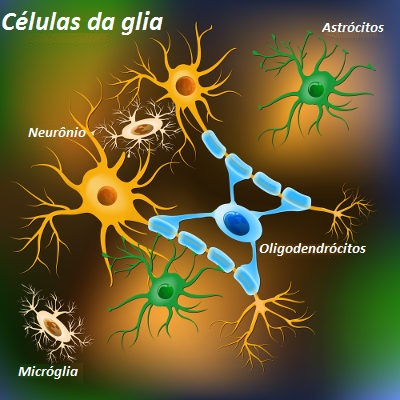 Células da glia
Astrócitos
Neurônio
Oligodendrócitos
Micróglia